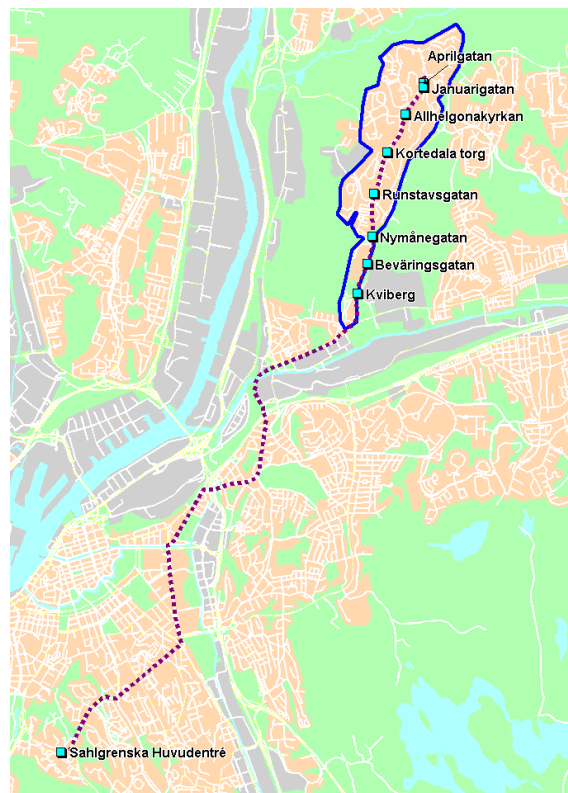 Aprilgatan
Januarigatan
Allhelgonakyrkan
Kortedala torg
Runstavsgatan
Nymånegatan
Beväringsgatan
Kviberg
Sahlgrenska Huvudentré